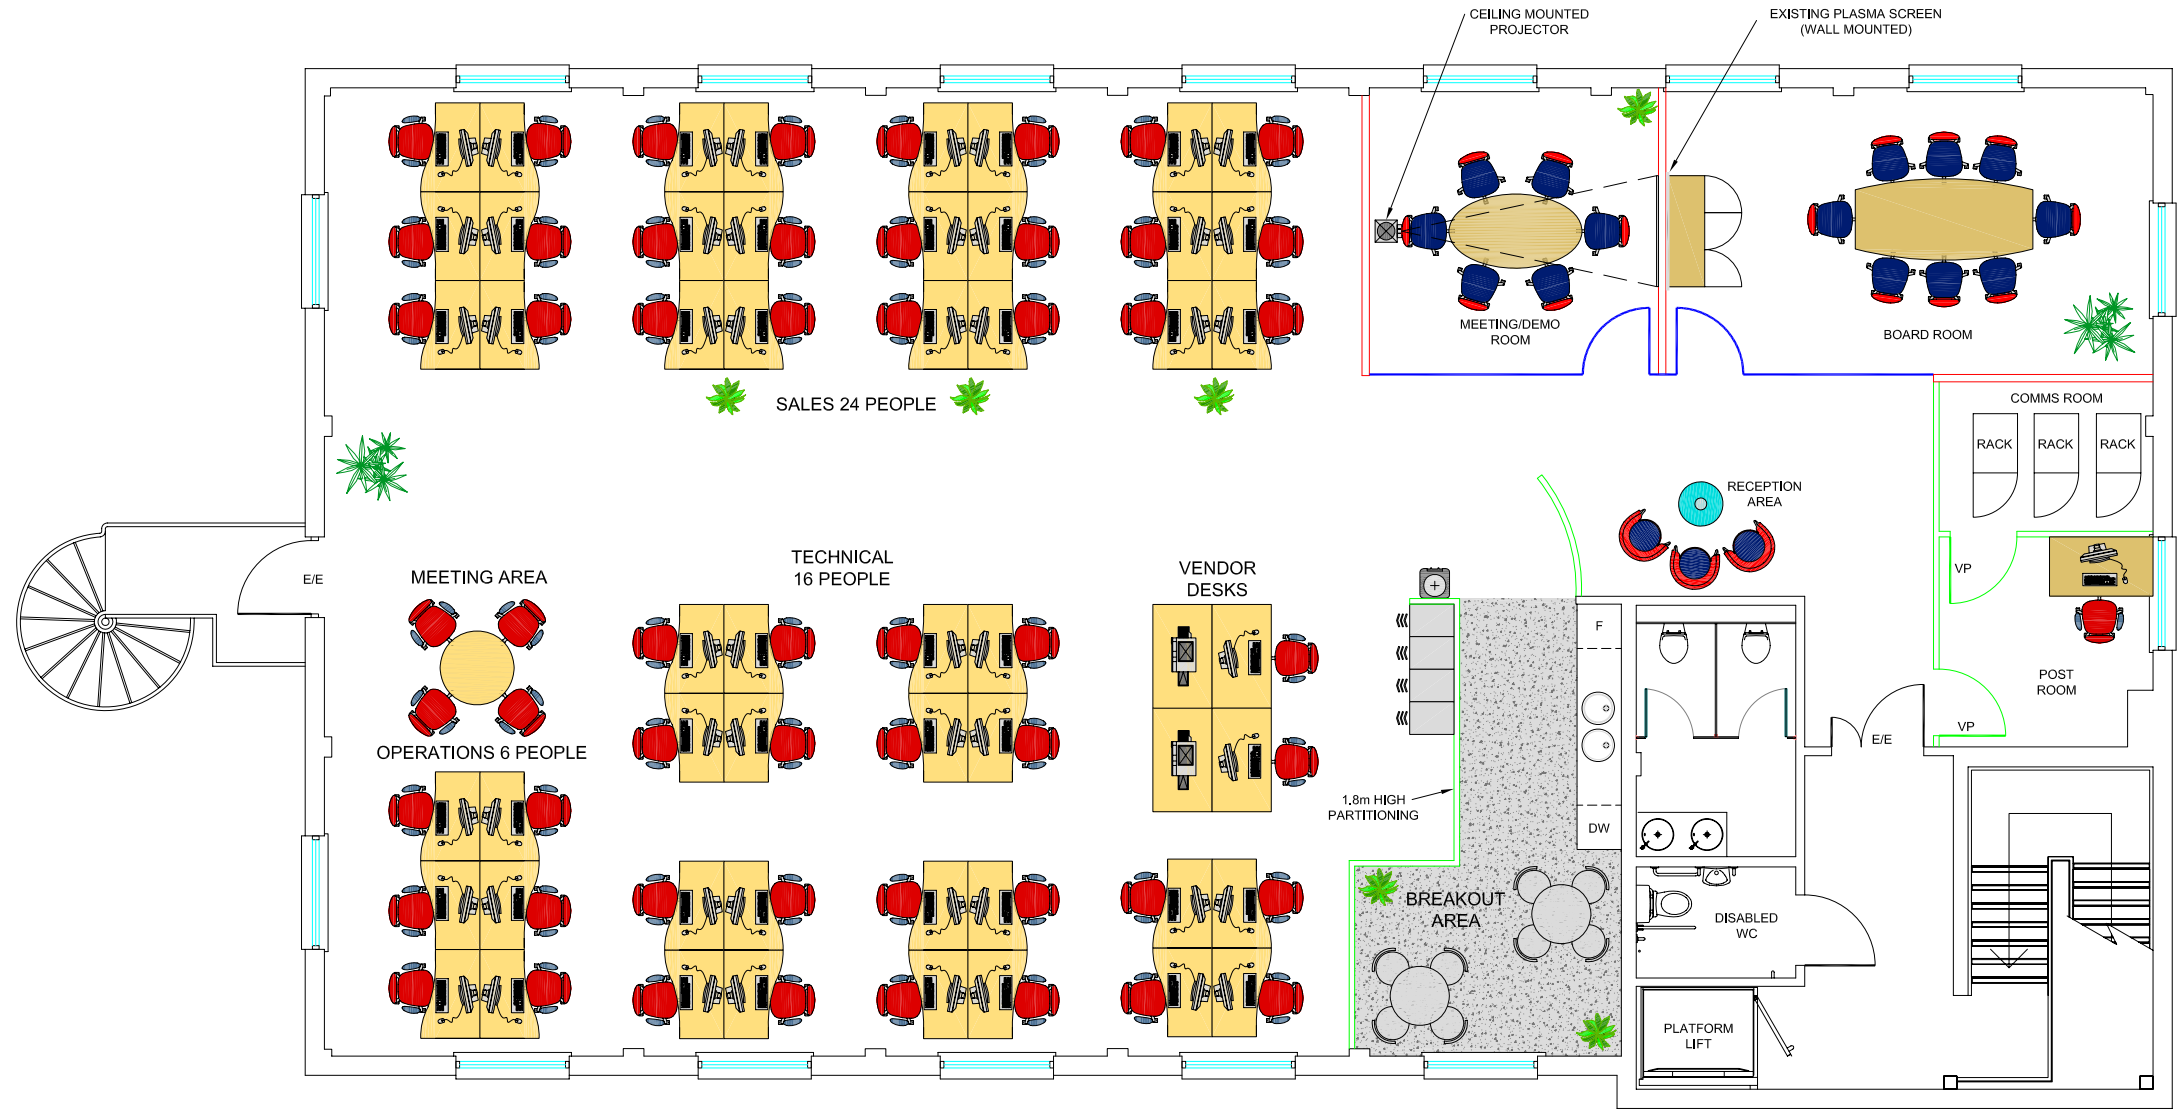 CEILING MOUNTED
PROJECTOR
EXISTING PLASMA SCREEN
(WALL MOUNTED)
MEETING/DEMO
ROOM
BOARD ROOM
SALES 24 PEOPLE
COMMS ROOM
RACK
RACK
RACK
RECEPTION
AREA
E/E
MEETING AREA
TECHNICAL
16 PEOPLE
VENDOR
DESKS
VP
F
POST
ROOM
VP
E/E
OPERATIONS 6 PEOPLE
1.8m HIGH
PARTITIONING
DW
BREAKOUT
AREA
DISABLED
WC
PLATFORM
LIFT